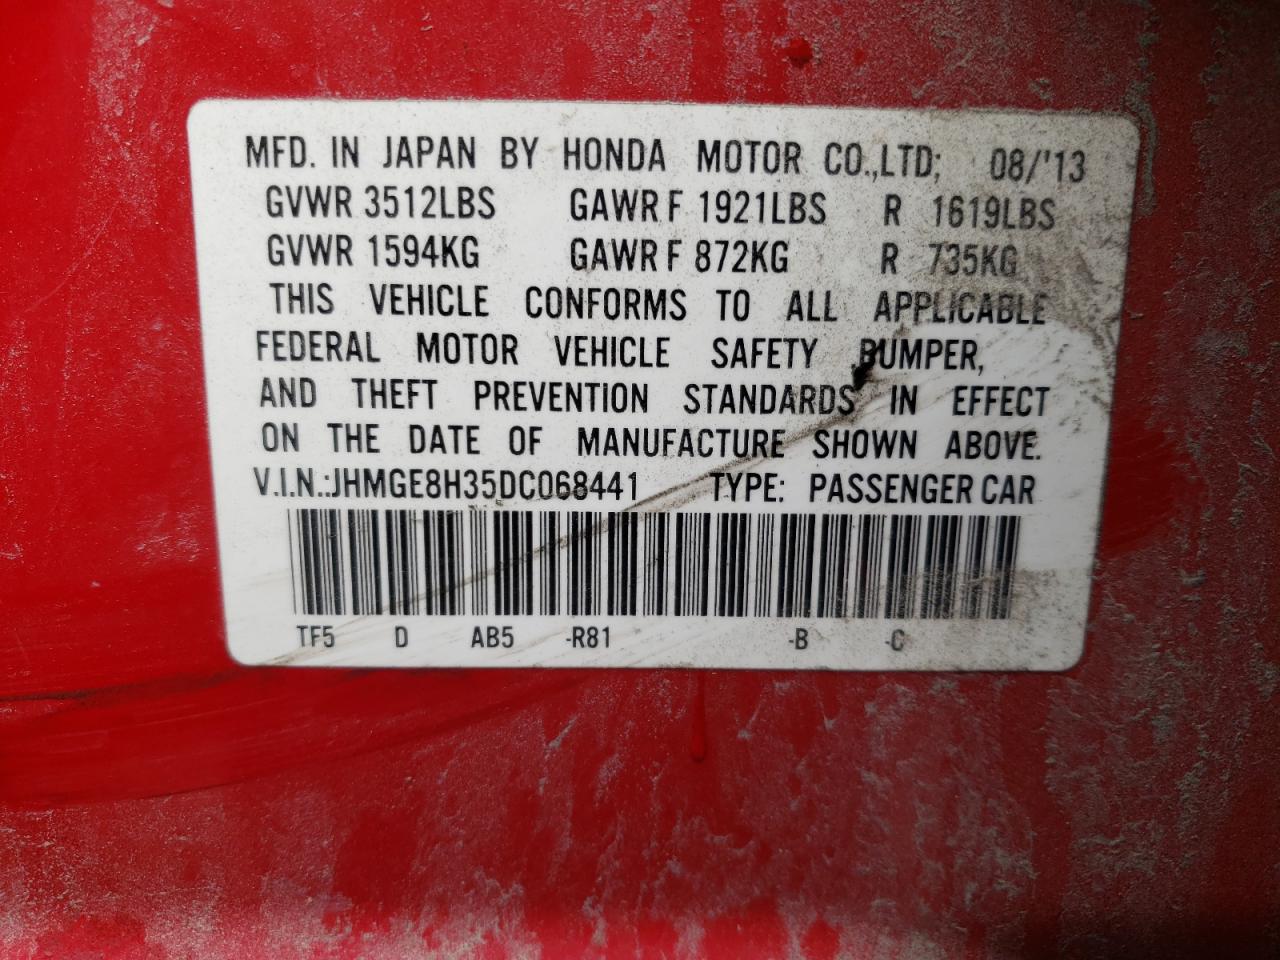 MFD. IN JAPAN BY HONDA MOTOR CO.,LTD; 08/'13
GVWR 3512LBS GAWR F 1921LBS R 1619LBS
GVWR 1594KG GAWR F 872KG R 735KG
THIS VEHICLE CONFORMS TO ALL APPLICABLE
FEDERAL MOTOR VEHICLE SAFETY BUMPER,
AND THEFT PREVENTION STANDARDS IN EFFECT
ON THE DATE OF MANUFACTURE SHOWN ABOVE.
V.I.N.:JHMGE8H35DC068441 TYPE: PASSENGER CAR
TF5 D AB5 -R81 -B -C